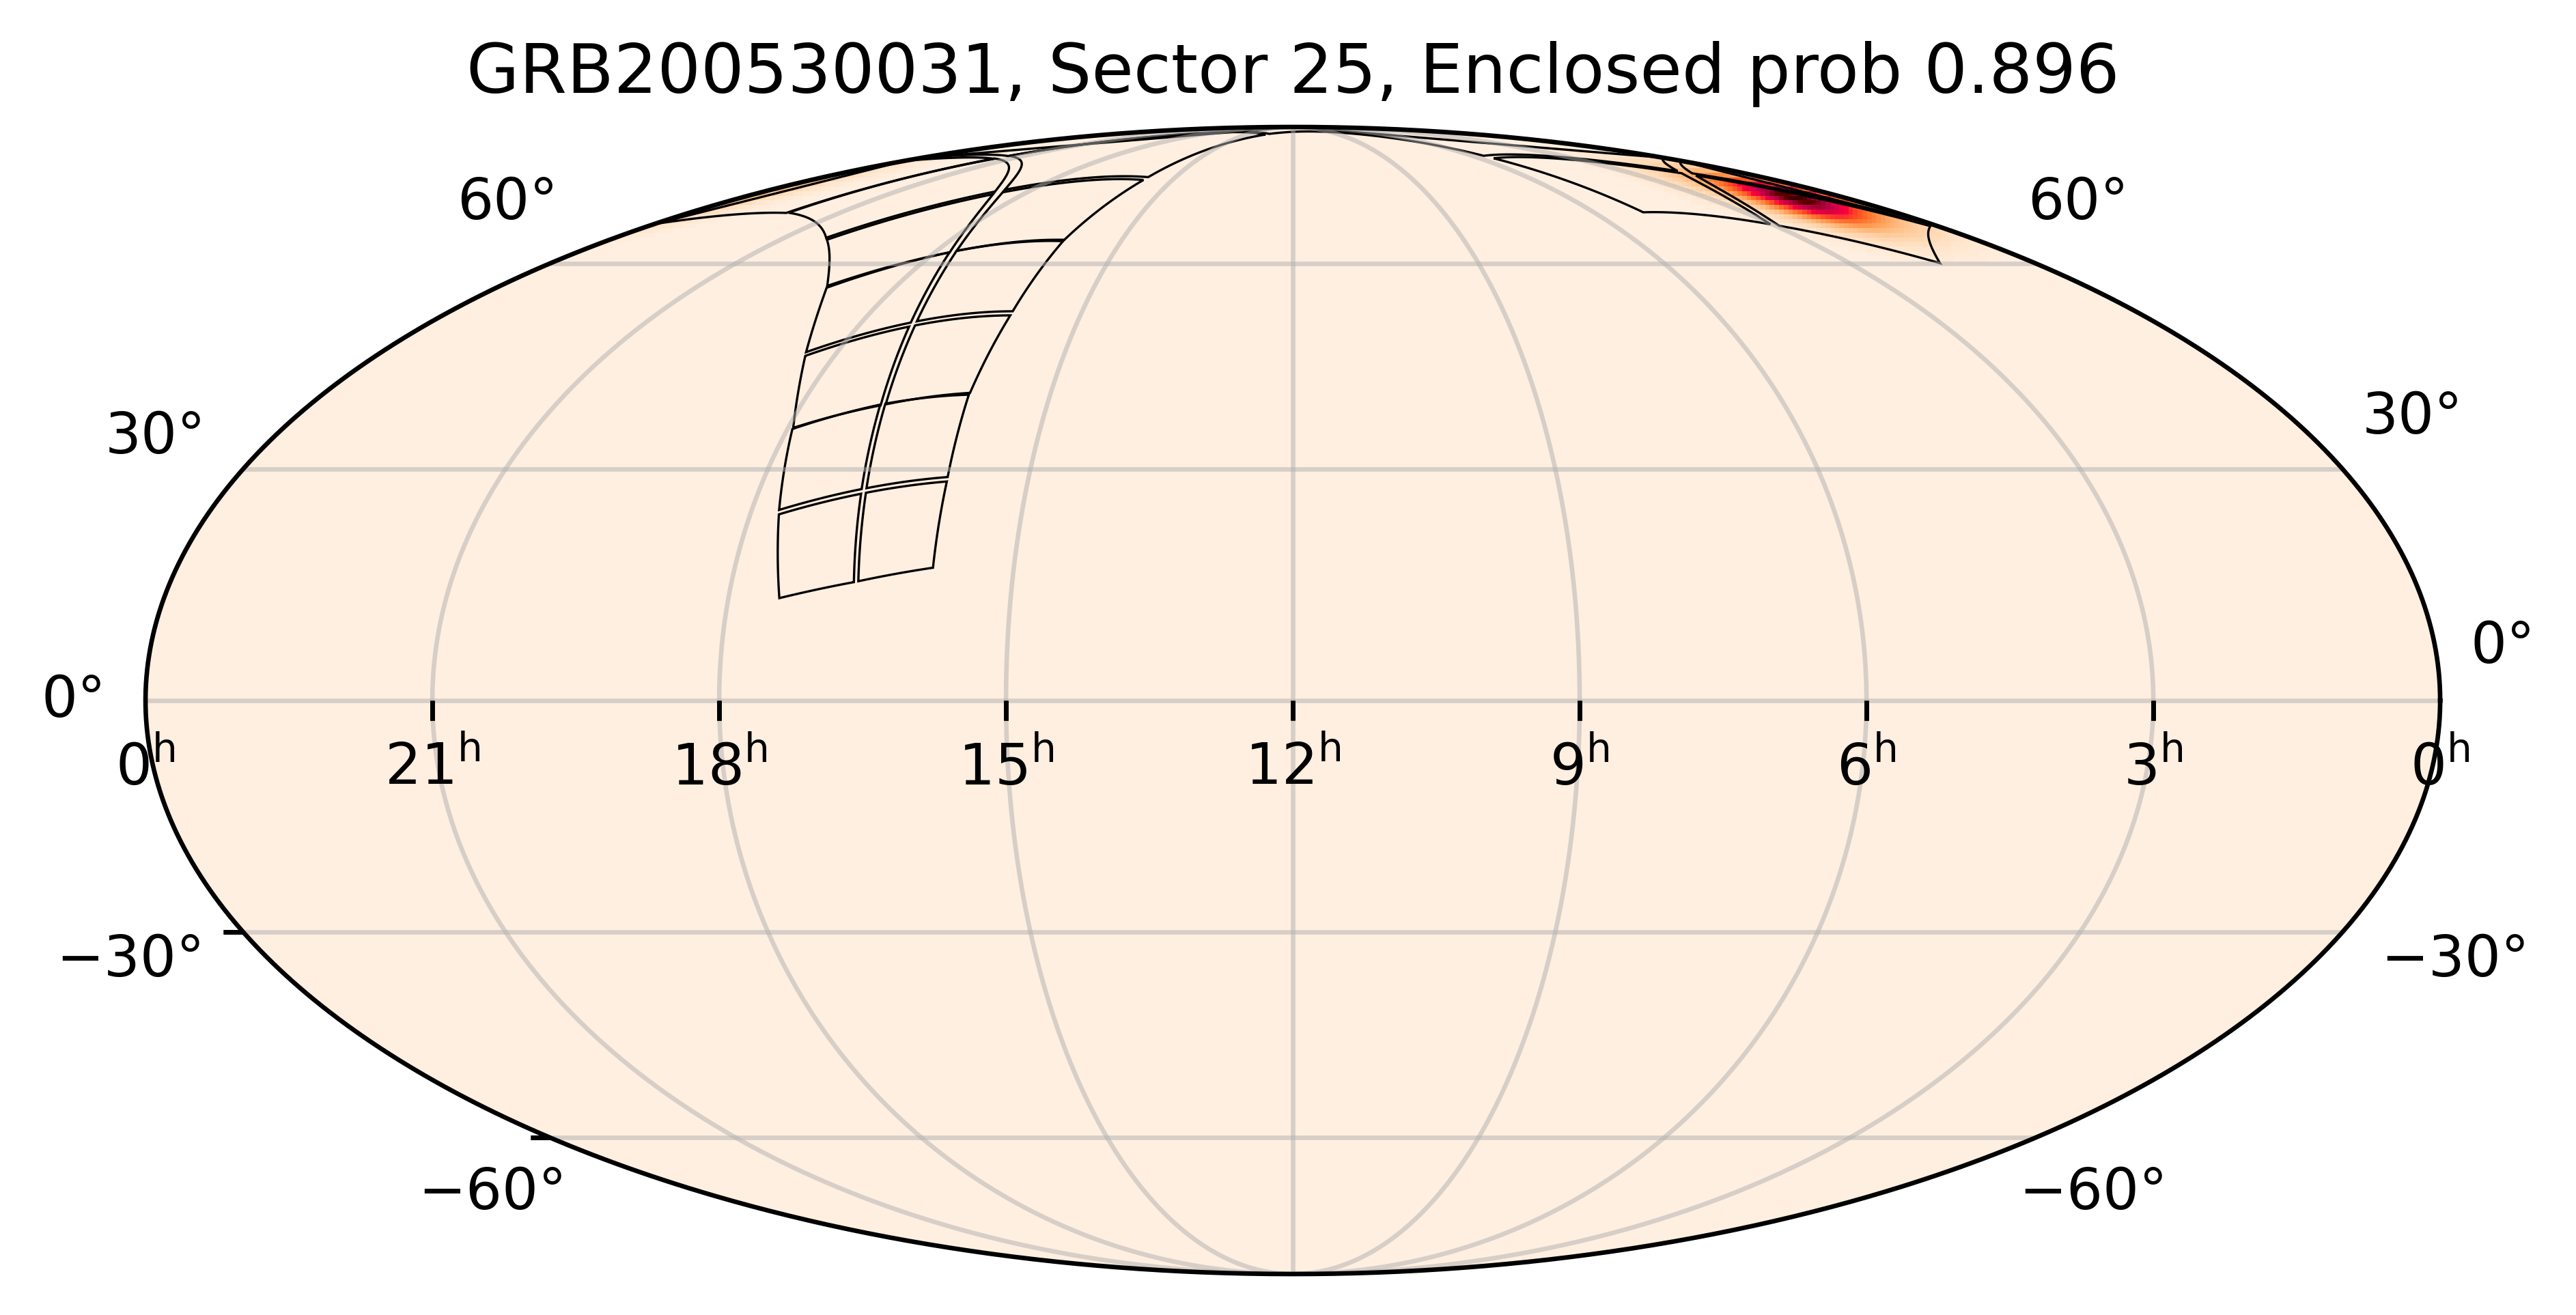 GRB200530031, Sector 25, Enclosed prob 0.896
60° 60°
30° 30°
0° 0°
0ʰ 21ʰ 18ʰ 15ʰ 12ʰ 9ʰ 6ʰ 3ʰ 0ʰ
−30° −30°
−60° −60°